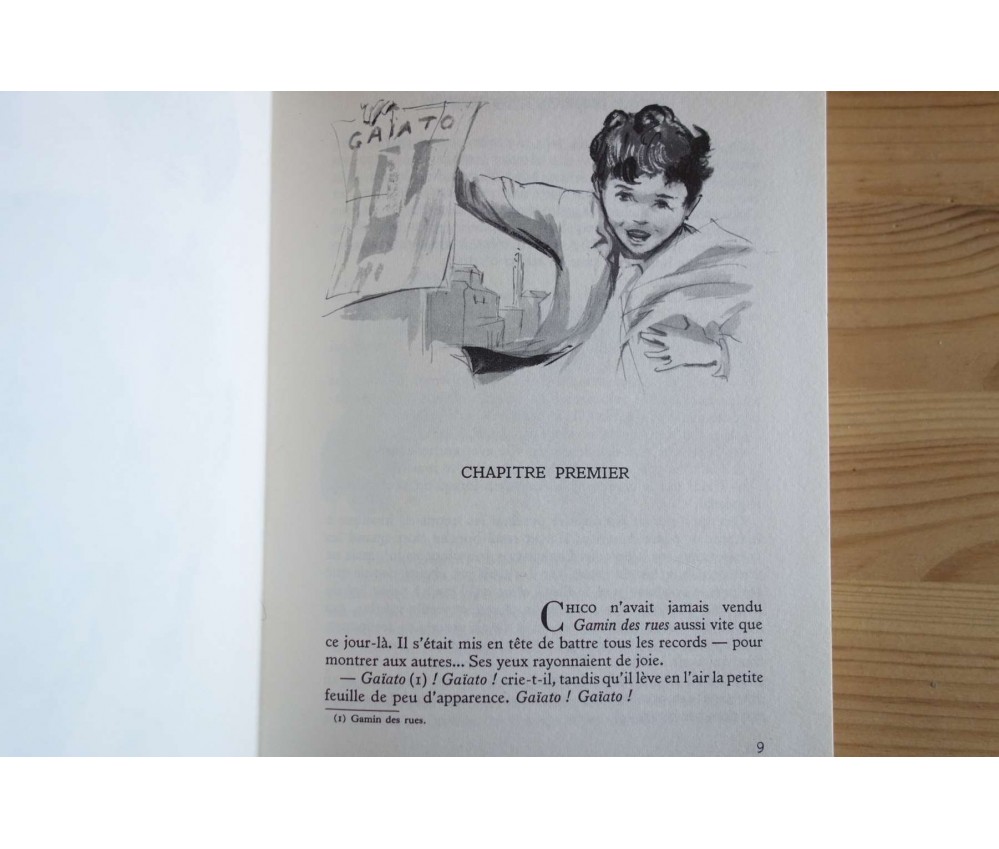 GAÏATO
CHAPITRE PREMIER
CHICO n'avait jamais vendu
Gamin des rues aussi vite que
ce jour-là. Il s'était mis en tête de battre tous les records — pour
montrer aux autres... Ses yeux rayonnaient de joie.
— Gaïato (1) ! Gaïato ! crie-t-il, tandis qu'il lève en l'air la petite
feuille de peu d'apparence. Gaïato ! Gaïato !
(1) Gamin des rues.
9